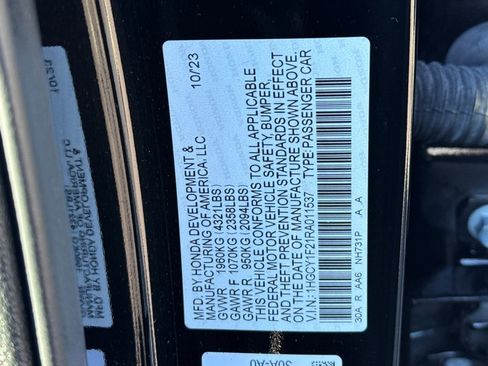 MFD. BY HONDA DEVELOPMENT & 10/23
MANUFACTURING OF AMERICA, LLC
GVWR 1960KG (4321LBS)
GAWR F 1070KG (2358LBS)
GAWR R 950KG (2094LBS)
THIS VEHICLE CONFORMS TO ALL APPLICABLE
FEDERAL MOTOR VEHICLE SAFETY BUMPER,
AND THEFT PREVENTION STANDARDS IN EFFECT
ON THE DATE OF MANUFACTURE SHOWN ABOVE.
V.I.N.: 1HGCY1F21RA011537 TYPE:PASSENGER CAR
30A R AA6 NH731P A A
30A-A0